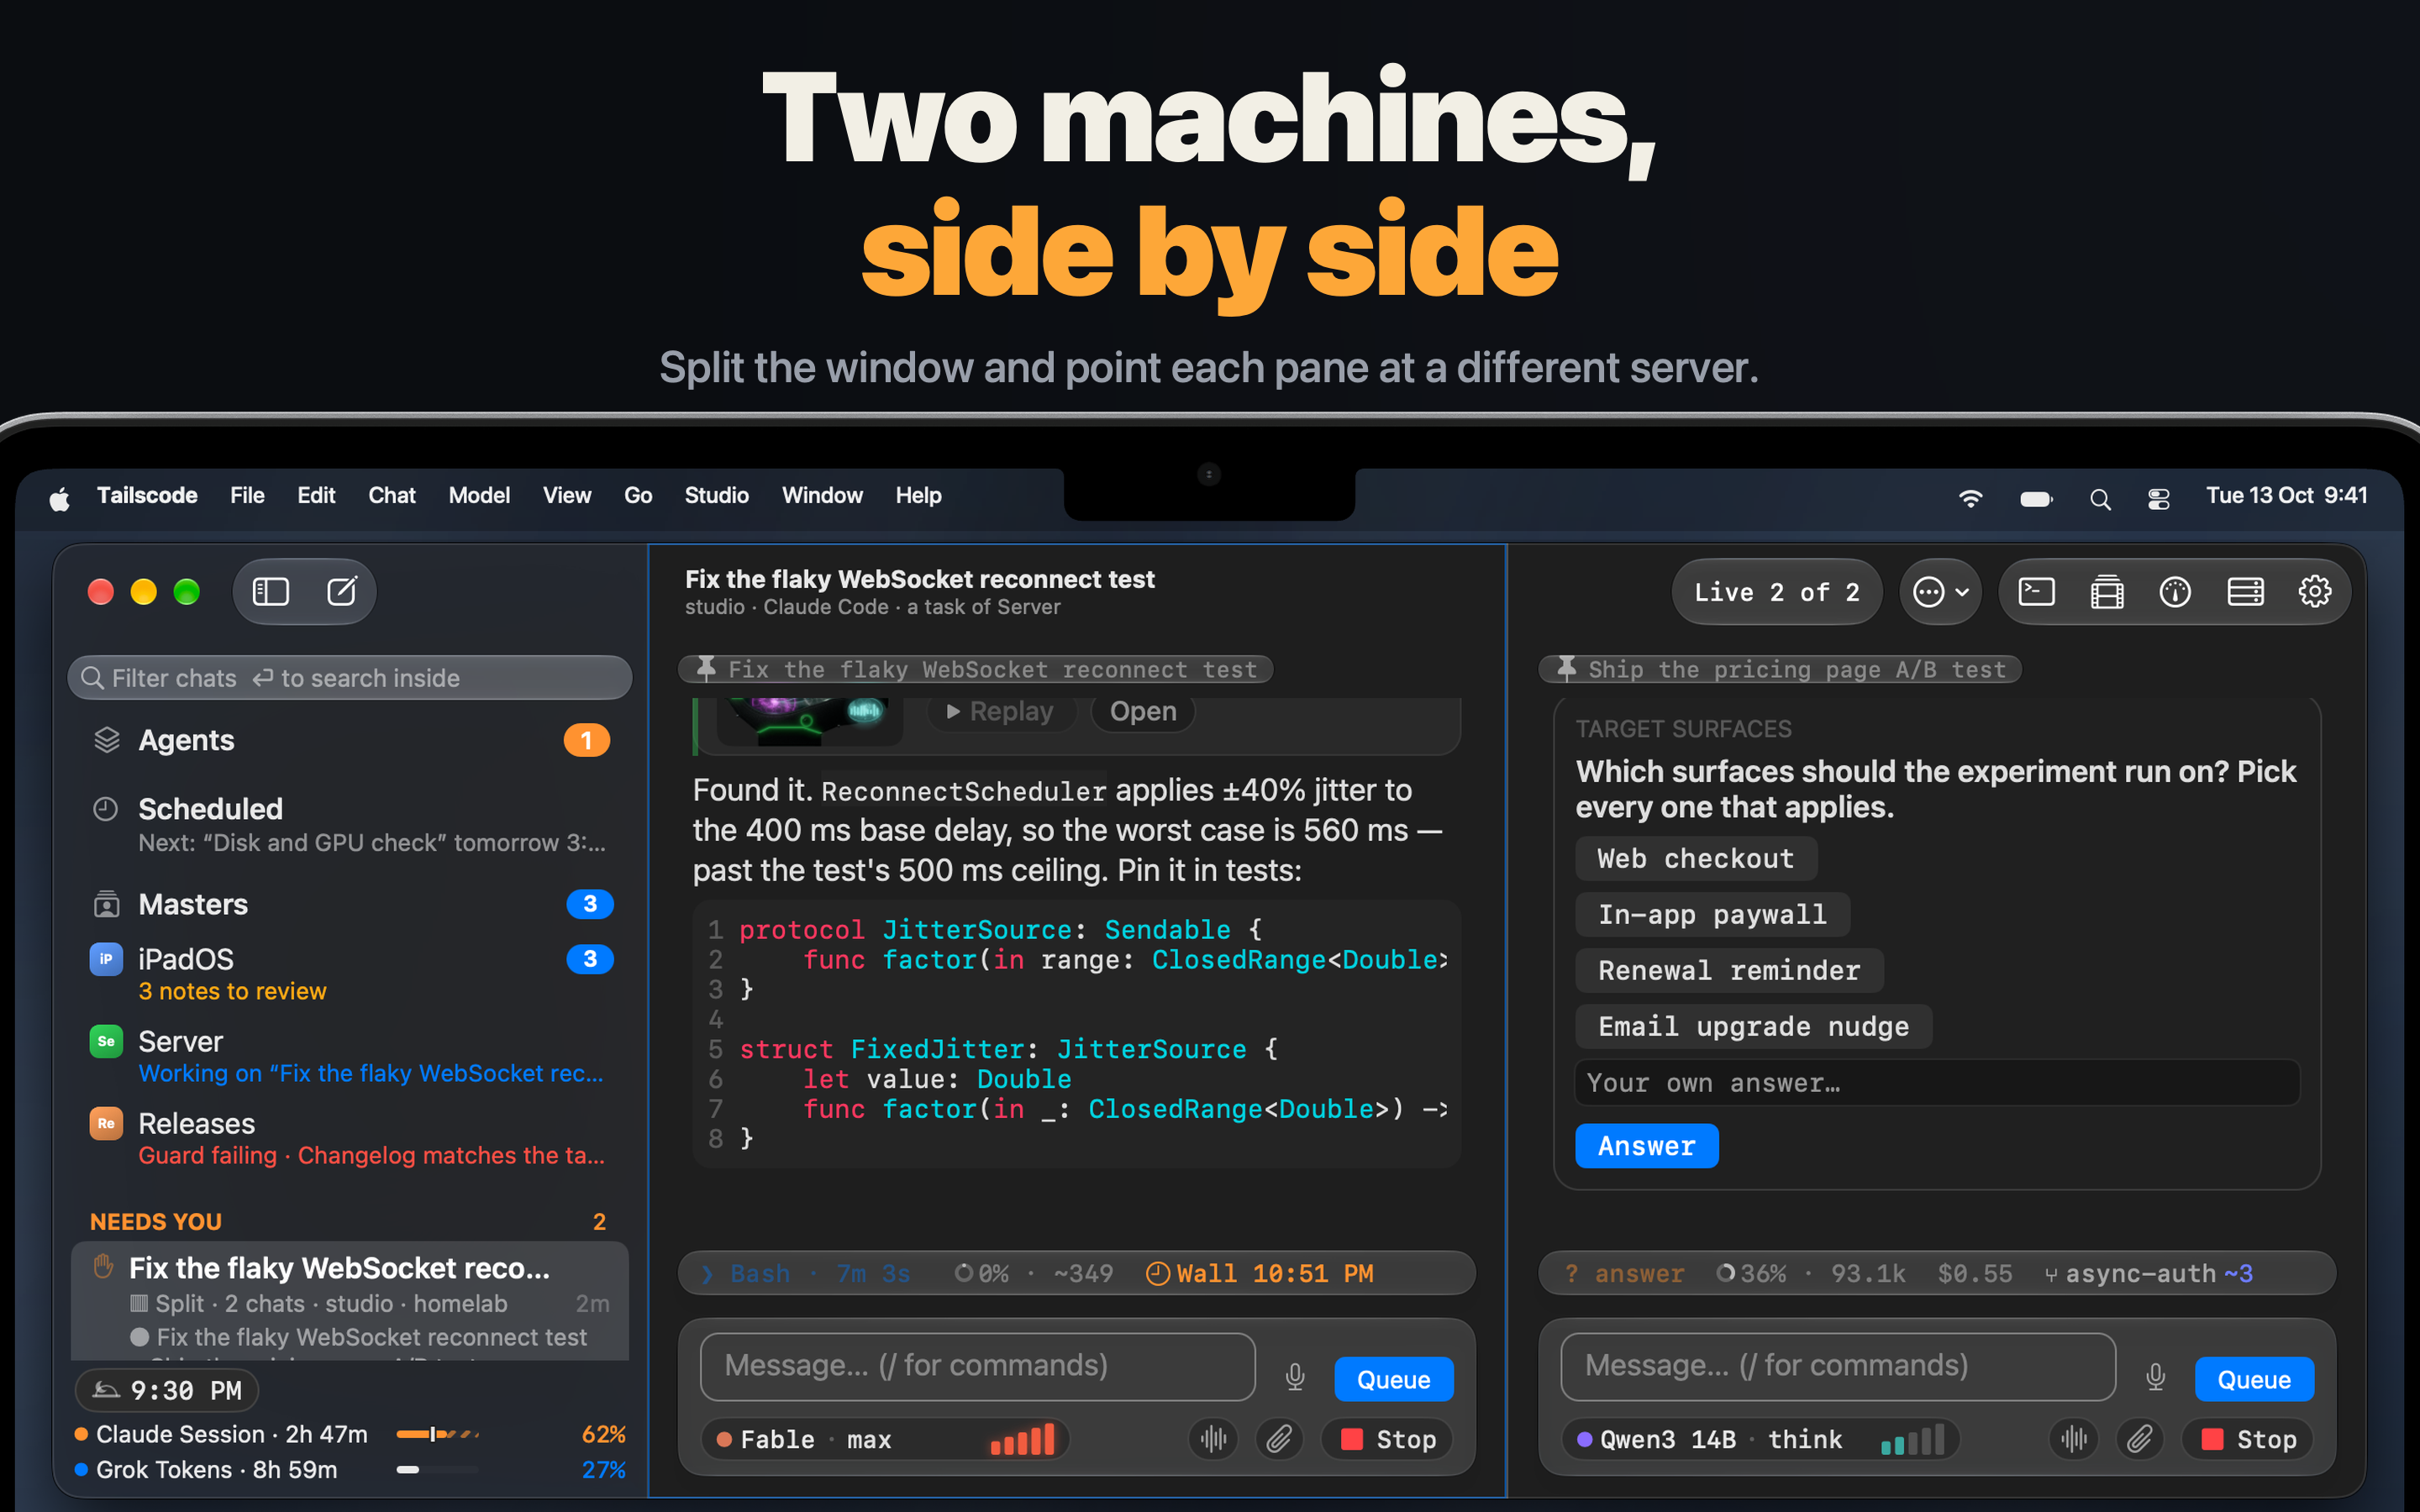 Two machines,
side by side
Split the window and point each pane at a different server.
Tailscode File Edit Chat Model View Go Studio Window Help
Tue 13 Oct 9:41
Filter chats ↩ to search inside
Agents 1
Scheduled
Next: “Disk and GPU check” tomorrow 3:...
Masters 3
iP iPadOS 3
3 notes to review
Se Server
Working on “Fix the flaky WebSocket rec...
Re Releases
Guard failing · Changelog matches the ta...
NEEDS YOU 2
Fix the flaky WebSocket reco...
Split · 2 chats · studio · homelab 2m
Fix the flaky WebSocket reconnect test
9:30 PM
Claude Session · 2h 47m 62%
Grok Tokens · 8h 59m 27%
Fix the flaky WebSocket reconnect test
studio · Claude Code · a task of Server
Fix the flaky WebSocket reconnect test
Replay Open
Found it. ReconnectScheduler applies ±40% jitter to
the 400 ms base delay, so the worst case is 560 ms —
past the test's 500 ms ceiling. Pin it in tests:
1 protocol JitterSource: Sendable {
2 func factor(in range: ClosedRange<Double>
3 }
4
5 struct FixedJitter: JitterSource {
6 let value: Double
7 func factor(in _: ClosedRange<Double>) ->
8 }
❯ Bash · 7m 3s 0% · ~349 Wall 10:51 PM
Message... (/ for commands)
Queue
Fable · max
Stop
Live 2 of 2
Ship the pricing page A/B test
TARGET SURFACES
Which surfaces should the experiment run on? Pick
every one that applies.
Web checkout
In-app paywall
Renewal reminder
Email upgrade nudge
Your own answer…
Answer
? answer 36% · 93.1k $0.55 async-auth ~3
Message... (/ for commands)
Queue
Qwen3 14B · think
Stop